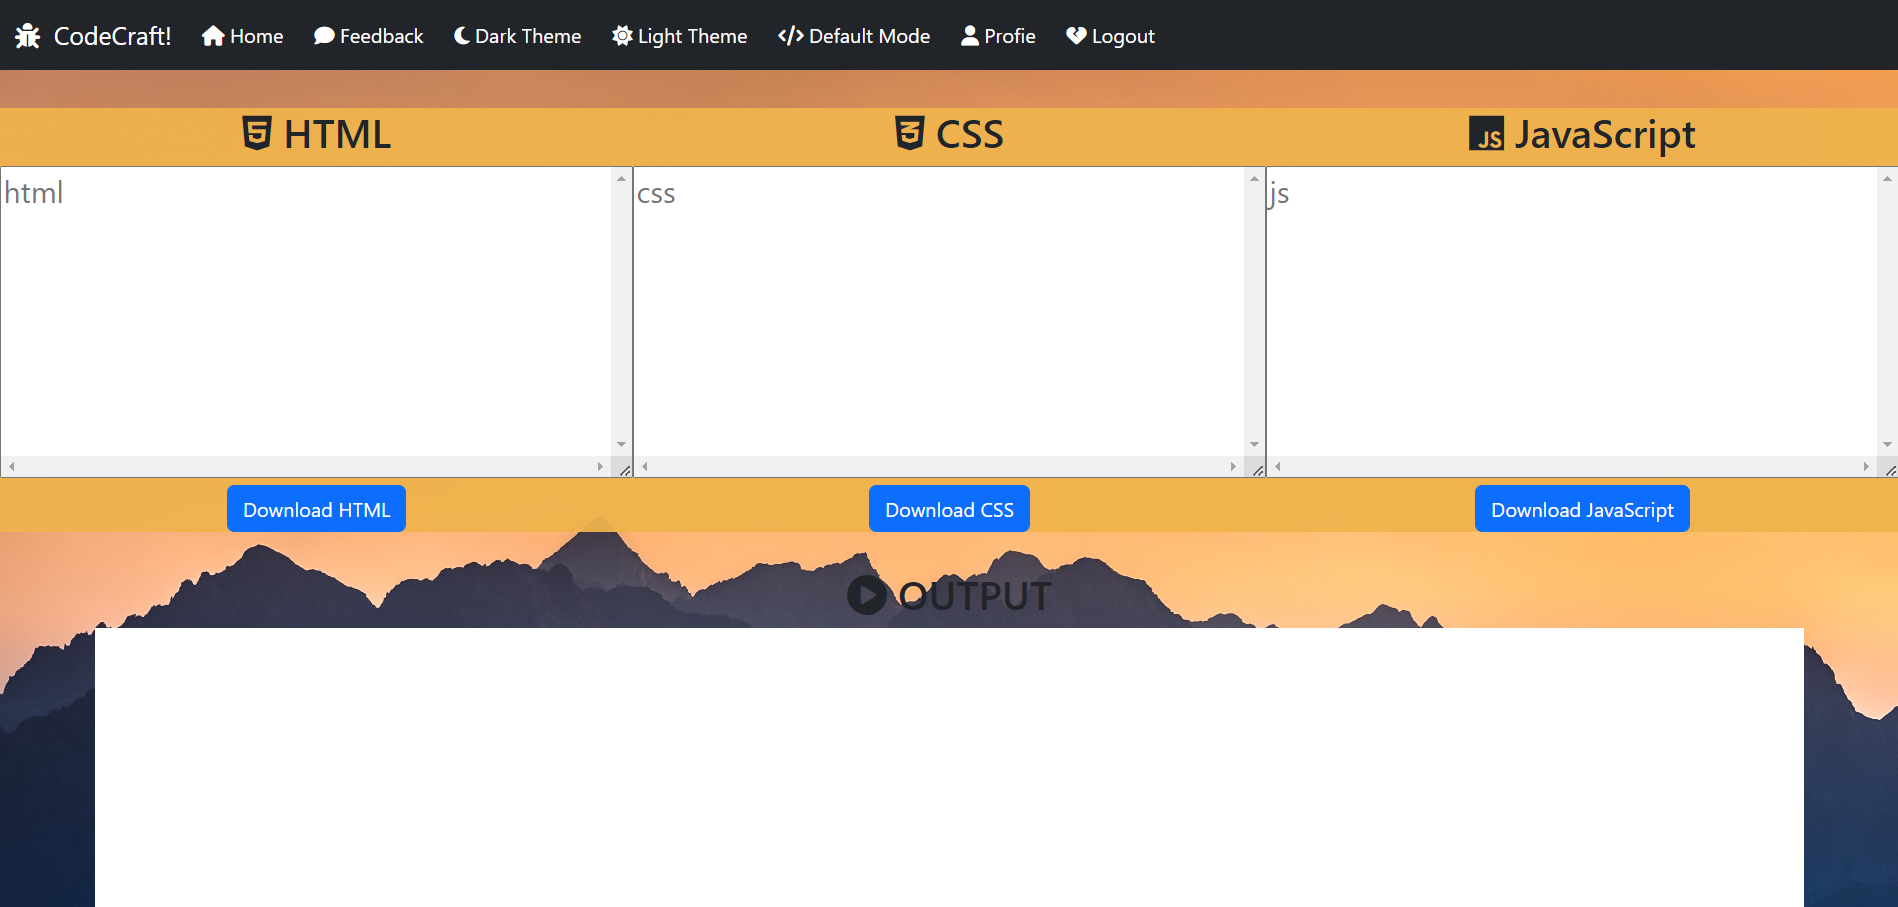 CodeCraft! Home Feedback Dark Theme Light Theme Default Mode Profie Logout
HTML CSS JS JavaScript
html css js
Download HTML Download CSS Download JavaScript
OUTPUT